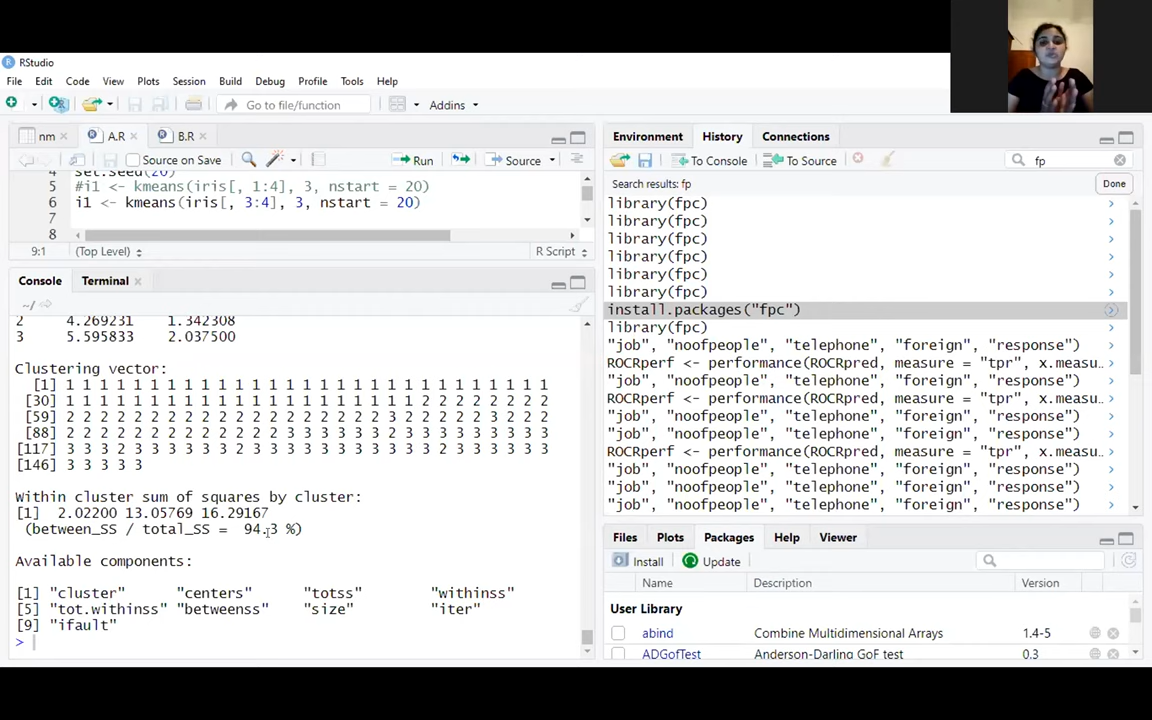 RStudio
File Edit Code View Plots Session Build Debug Profile Tools Help
Go to file/function Addins
nm A.R B.R
Source on Save Run Source
4 set.seed(20)
5 #i1 <- kmeans(iris[, 1:4], 3, nstart = 20)
6 i1 <- kmeans(iris[, 3:4], 3, nstart = 20)
7
8
9:1 (Top Level) R Script
Console Terminal
~/
2 4.269231 1.342308
3 5.595833 2.037500
Clustering vector:
[1] 1 1 1 1 1 1 1 1 1 1 1 1 1 1 1 1 1 1 1 1 1 1 1 1 1 1 1 1 1
[30] 1 1 1 1 1 1 1 1 1 1 1 1 1 1 1 1 1 1 1 1 1 2 2 2 2 2 2 2 2
[59] 2 2 2 2 2 2 2 2 2 2 2 2 2 2 2 2 2 2 2 3 2 2 2 2 2 3 2 2 2 2
[88] 2 2 2 2 2 2 2 2 2 2 2 2 2 3 3 3 3 3 3 2 3 3 3 3 3 3 3 3 3
[117] 3 3 3 2 3 3 3 3 3 3 2 3 3 3 3 3 3 3 3 3 3 3 2 3 3 3 3 3 3
[146] 3 3 3 3 3
Within cluster sum of squares by cluster:
[1] 2.02200 13.05769 16.29167
(between_SS / total_SS = 94.3 %)
Available components:
[1] "cluster" "centers" "totss" "withinss"
[5] "tot.withinss" "betweenss" "size" "iter"
[9] "ifault"
>
Environment History Connections
To Console To Source fp
Search results: fp Done
library(fpc)
library(fpc)
library(fpc)
library(fpc)
library(fpc)
library(fpc)
install.packages("fpc")
library(fpc)
"job", "noofpeople", "telephone", "foreign", "response")
ROCRperf <- performance(ROCRpred, measure = "tpr", x.measu…
"job", "noofpeople", "telephone", "foreign", "response")
ROCRperf <- performance(ROCRpred, measure = "tpr", x.measu…
"job", "noofpeople", "telephone", "foreign", "response")
"job", "noofpeople", "telephone", "foreign", "response")
ROCRperf <- performance(ROCRpred, measure = "tpr", x.measu…
"job", "noofpeople", "telephone", "foreign", "response")
"job", "noofpeople", "telephone", "foreign", "response")
"job", "noofpeople", "telephone", "foreign", "response")
Files Plots Packages Help Viewer
Install Update
Name Description Version
User Library
abind Combine Multidimensional Arrays 1.4-5
ADGofTest Anderson-Darling GoF test 0.3